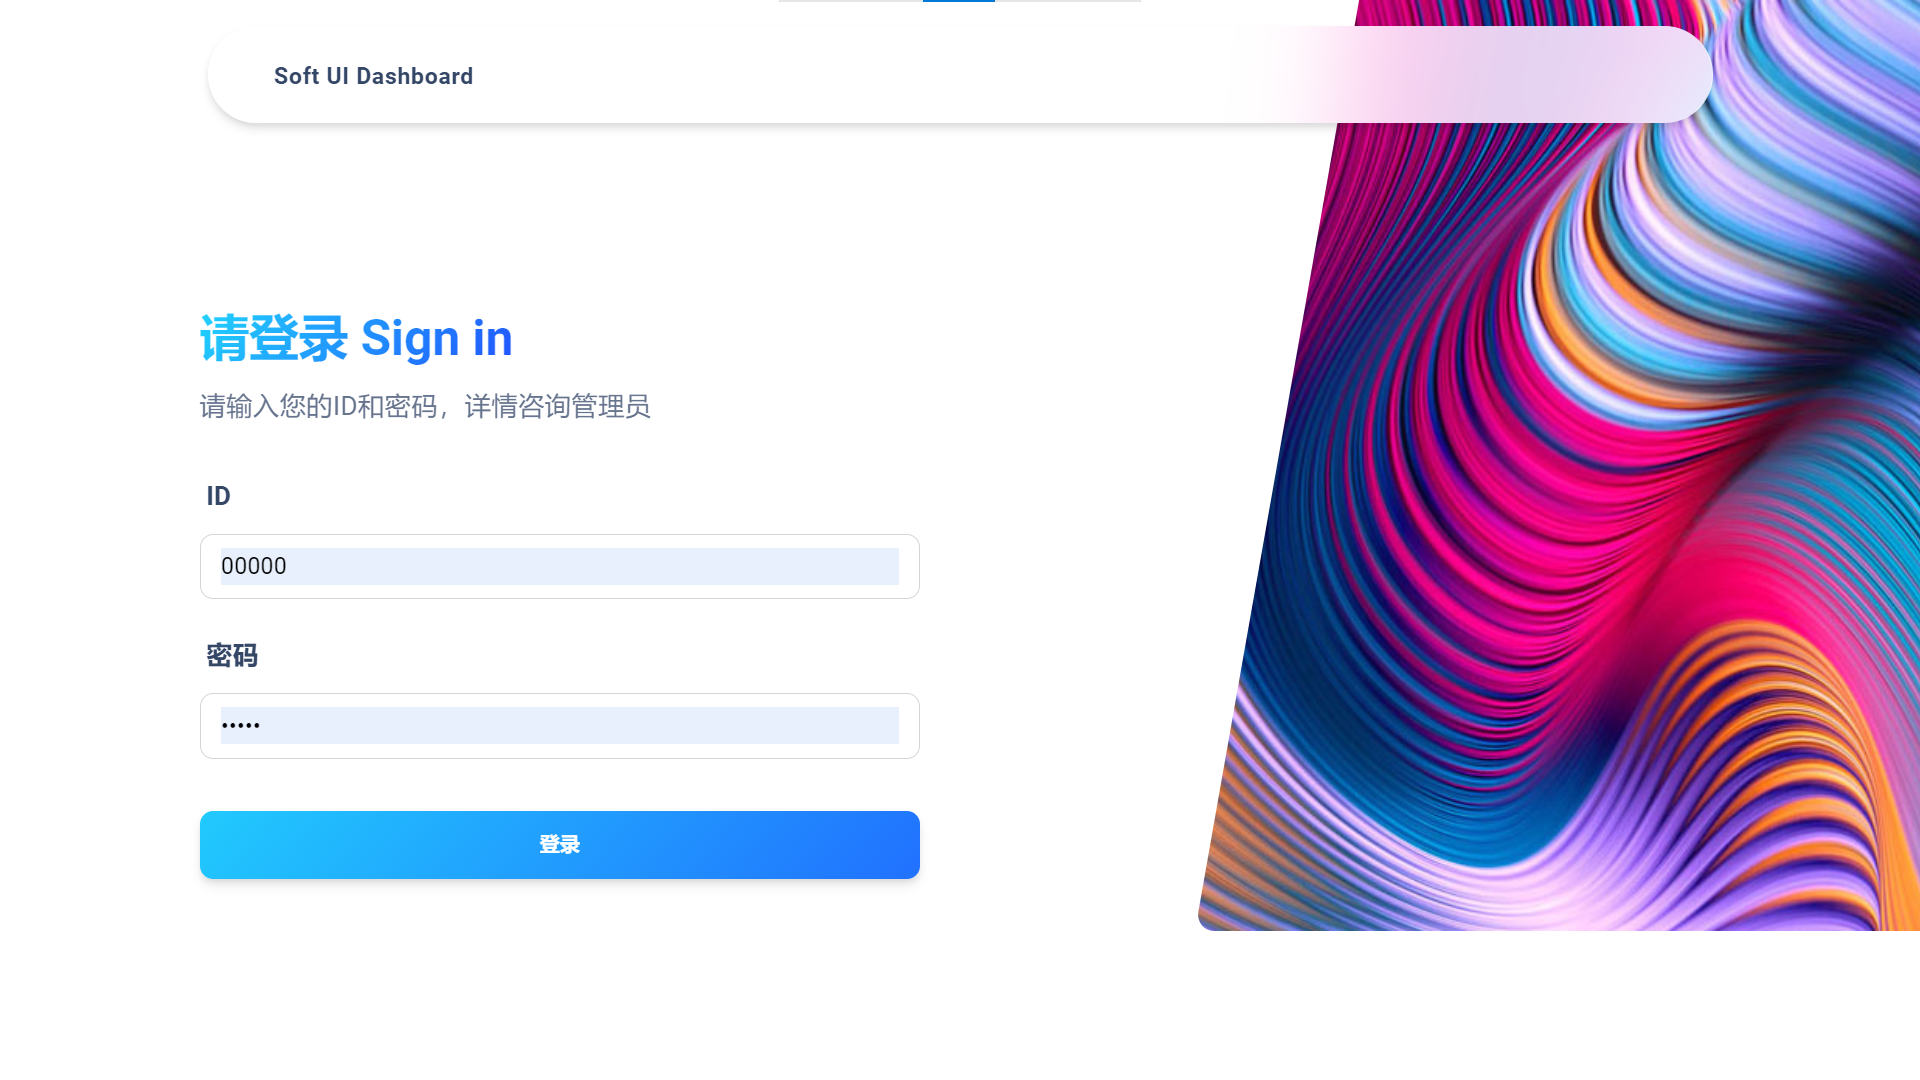 Soft UI Dashboard
请登录 Sign in
请输入您的ID和密码，详情咨询管理员
ID
00000
密码
•••••
登录